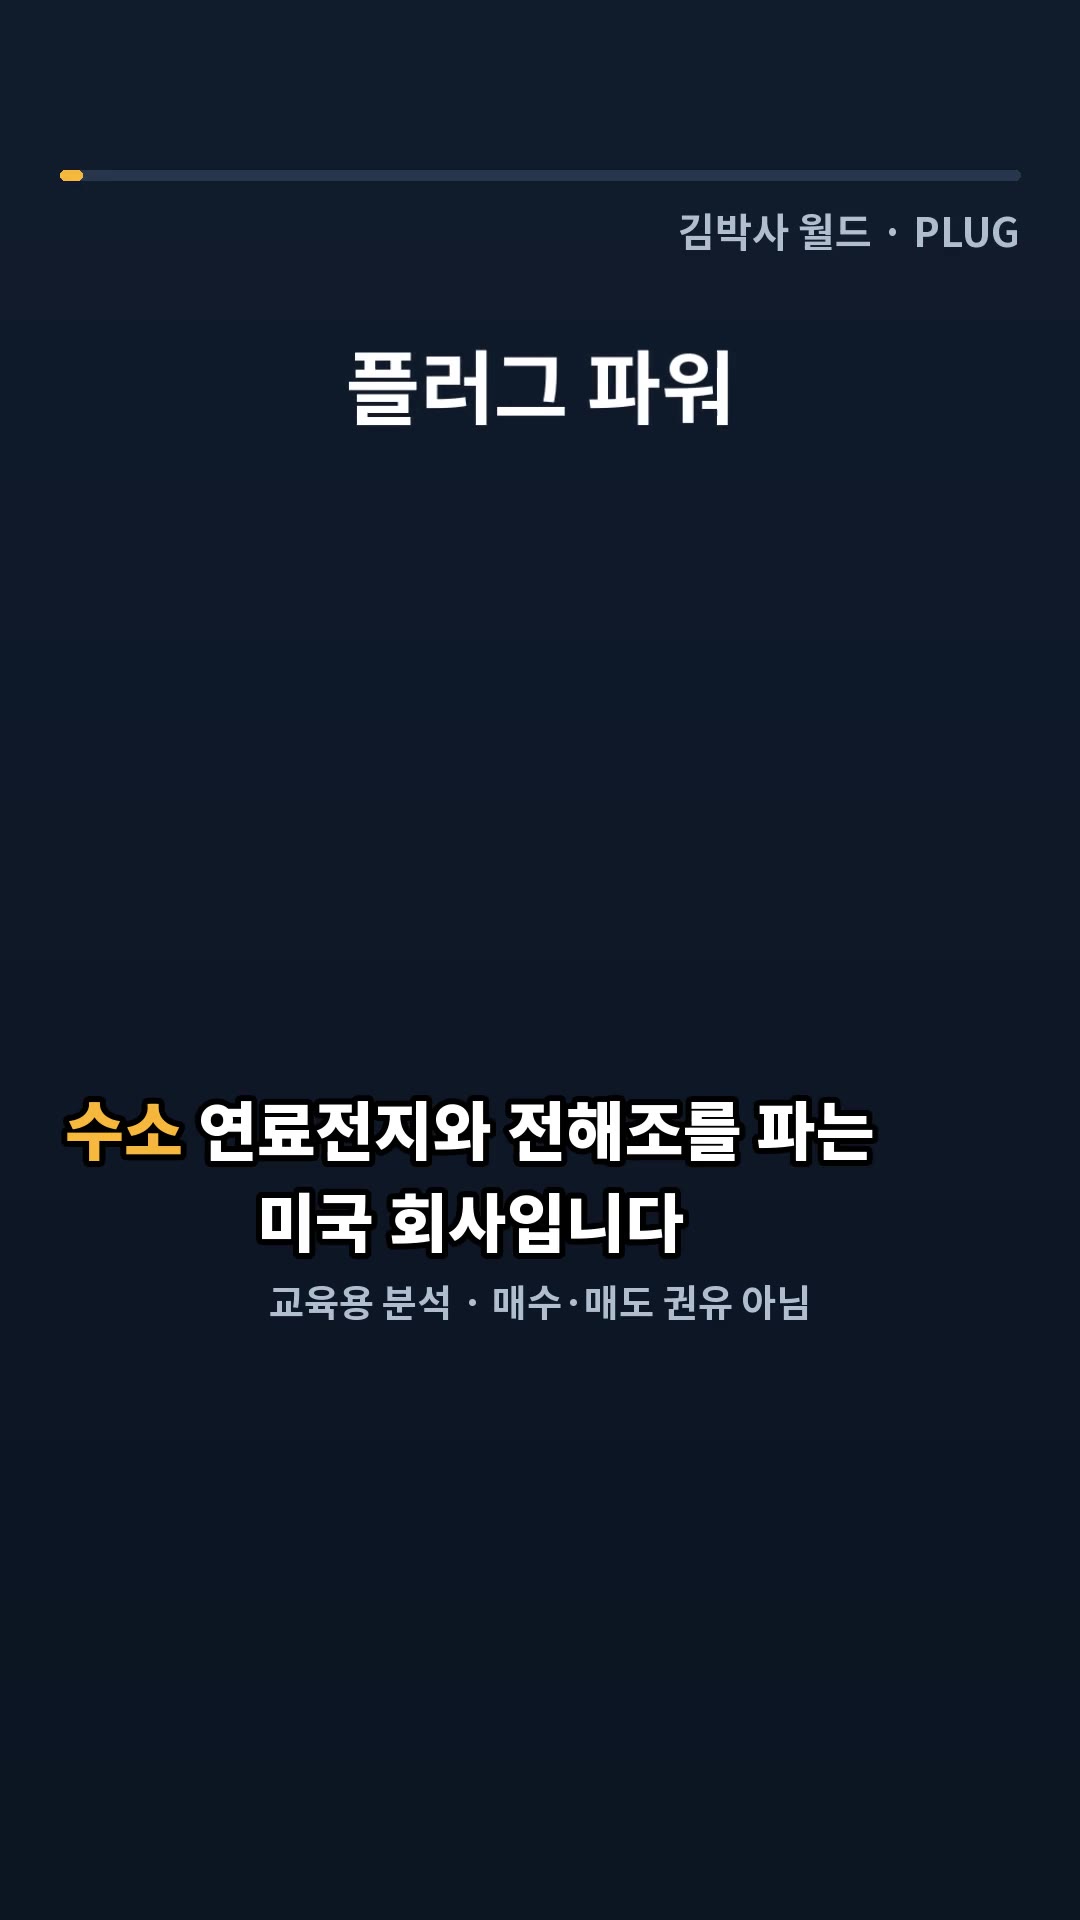 김박사 월드 · PLUG
플러그 파워
수소 연료전지와 전해조를 파는
미국 회사입니다
교육용 분석 · 매수·매도 권유 아님